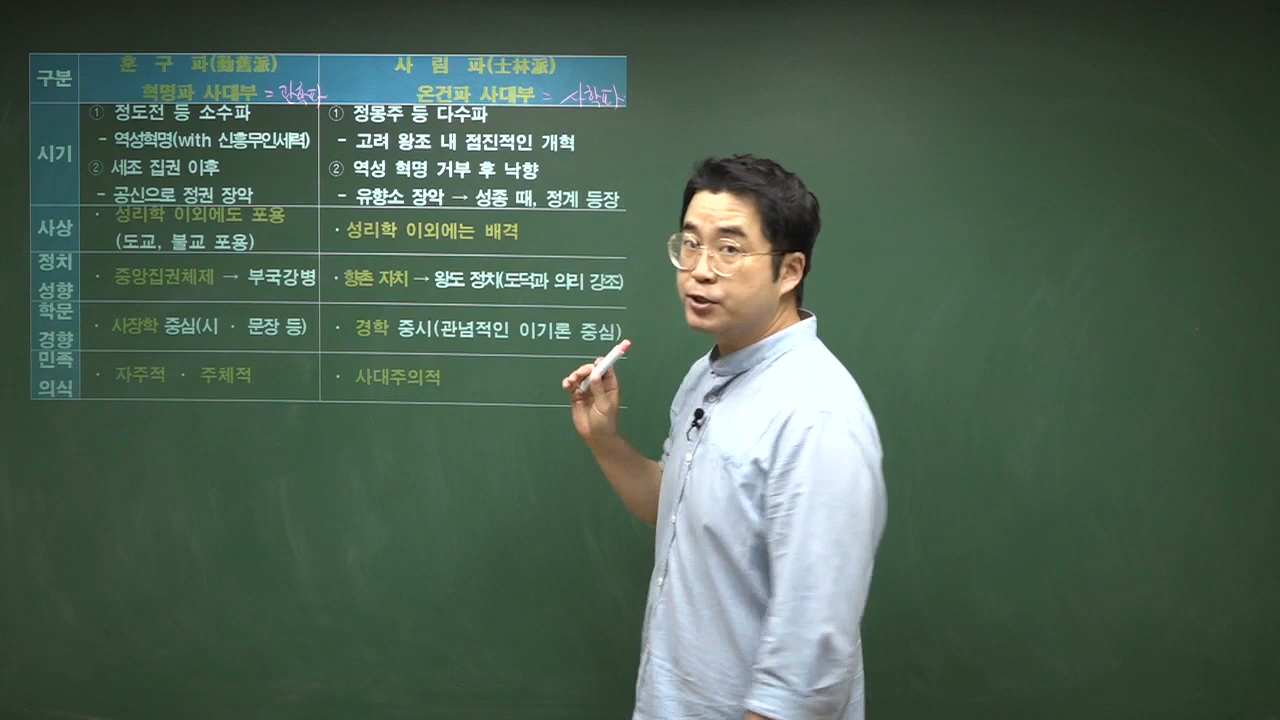 구분
훈 구 파(勳舊派)
혁명파 사대부 = 관학파
사 림 파(士林派)
온건파 사대부 = 사학파
시기
① 정도전 등 소수파
- 역성혁명(with 신흥무인세력)
② 세조 집권 이후
- 공신으로 정권 장악
① 정몽주 등 다수파
- 고려 왕조 내 점진적인 개혁
② 역성 혁명 거부 후 낙향
- 유향소 장악 → 성종 때, 정계 등장
사상
· 성리학 이외에도 포용
(도교, 불교 포용)
· 성리학 이외에는 배격
정치
성향
· 중앙집권체제 → 부국강병
· 향촌 자치 → 왕도 정치(도덕과 의리 강조)
학문
경향
· 사장학 중심(시 · 문장 등)
· 경학 중시(관념적인 이기론 중심)
민족
의식
· 자주적 · 주체적
· 사대주의적